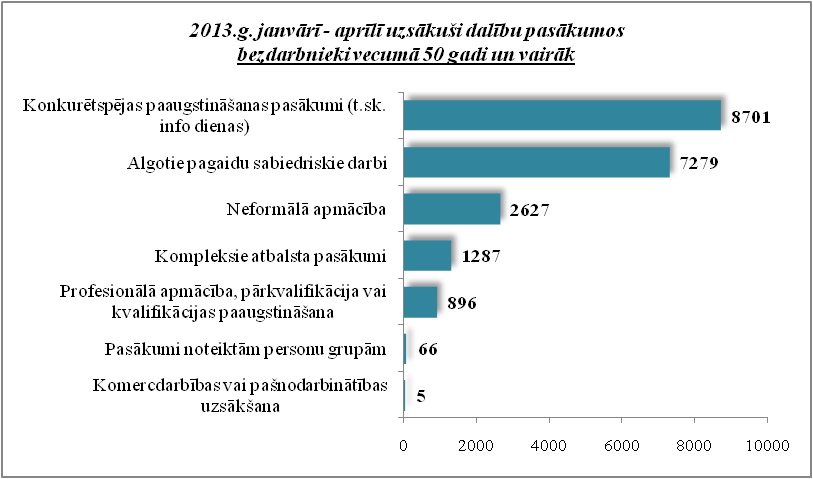 2013.g. janvārī - aprīlī uzsākuši dalību pasākumos
bezdarbnieki vecumā 50 gadi un vairāk
Konkurētspējas paaugstināšanas pasākumi (t.sk.
info dienas)
8701
Algotie pagaidu sabiedriskie darbi
7279
Neformālā apmācība
2627
Kompleksie atbalsta pasākumi
1287
Profesionālā apmācība, pārkvalifikācija vai
kvalifikācijas paaugstināšana
896
Pasākumi noteiktām personu grupām
66
Komercdarbības vai pašnodarbinātības
uzsākšana
5
0 2000 4000 6000 8000 10000